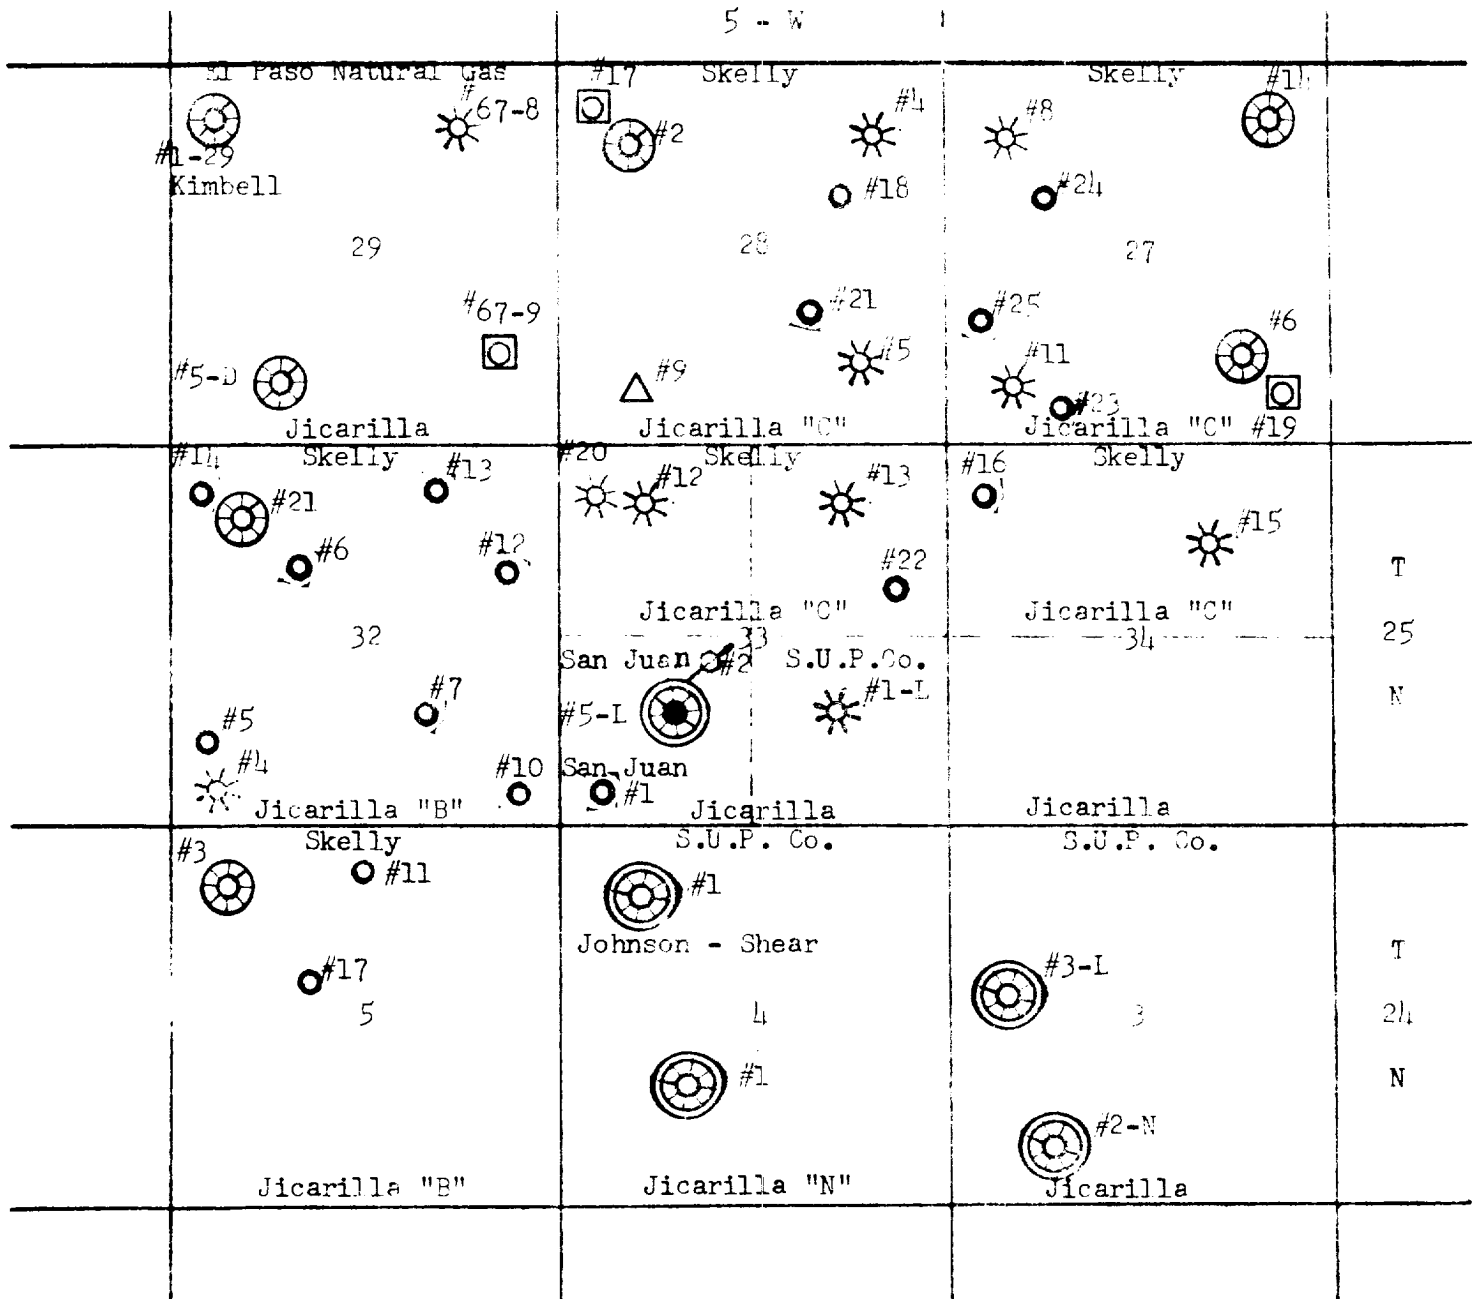 5 - W
El Paso Natural Gas
#17
Skelly
Skelly
#14
#
67-8
#4
#8
#2
#1-29
Kimbell
#18
#24
29
28
27
#67-9
#21
#25
#6
#5-D
#9
#5
#11
#23
Jicarilla
Jicarilla "C"
Jicarilla "C" #19
#14
Skelly
#13
#20
Skelly
#16
Skelly
#21
#12
#13
#15
#6
#12
#22
T
Jicarilla "C"
Jicarilla "C"
32
33
34
25
San Juan
#2
S.U.P.Co.
#7
#5-L
#1-L
N
#5
#4
#10
San Juan
#1
Jicarilla "B"
Jicarilla
Jicarilla
Skelly
S.U.P. Co.
S.U.P. Co.
#3
#11
#1
Johnson - Shear
T
#17
#3-L
5
4
3
24
#1
N
#2-N
Jicarilla "B"
Jicarilla "N"
Jicarilla